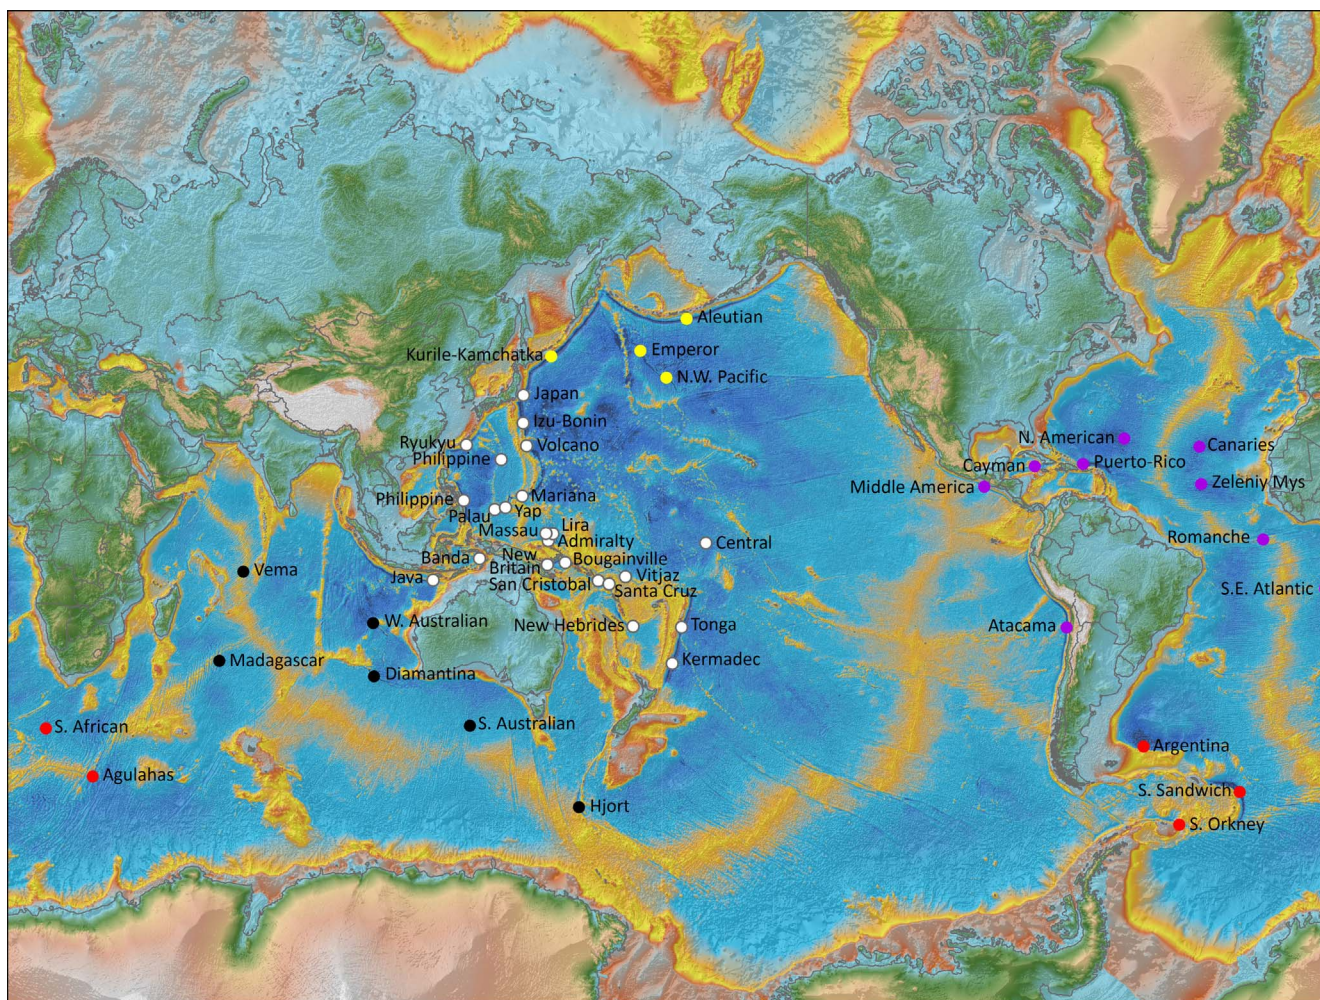 Aleutian
Emperor
Kurile-Kamchatka
N.W. Pacific
Japan
Izu-Bonin
Ryukyu
Volcano
Philippine
N. American
Canaries
Cayman
Puerto-Rico
Middle America
Zeleniy Mys
Philippine
Mariana
Palau
Yap
Massau
Lira
Admiralty
Romanche
Central
Banda
New
Britain
Bougainville
Vema
Java
San Cristobal
Vitjaz
Santa Cruz
S.E. Atlantic
W. Australian
New Hebrides
Tonga
Atacama
Madagascar
Kermadec
Diamantina
S. African
S. Australian
Argentina
Agulahas
S. Sandwich
Hjort
S. Orkney